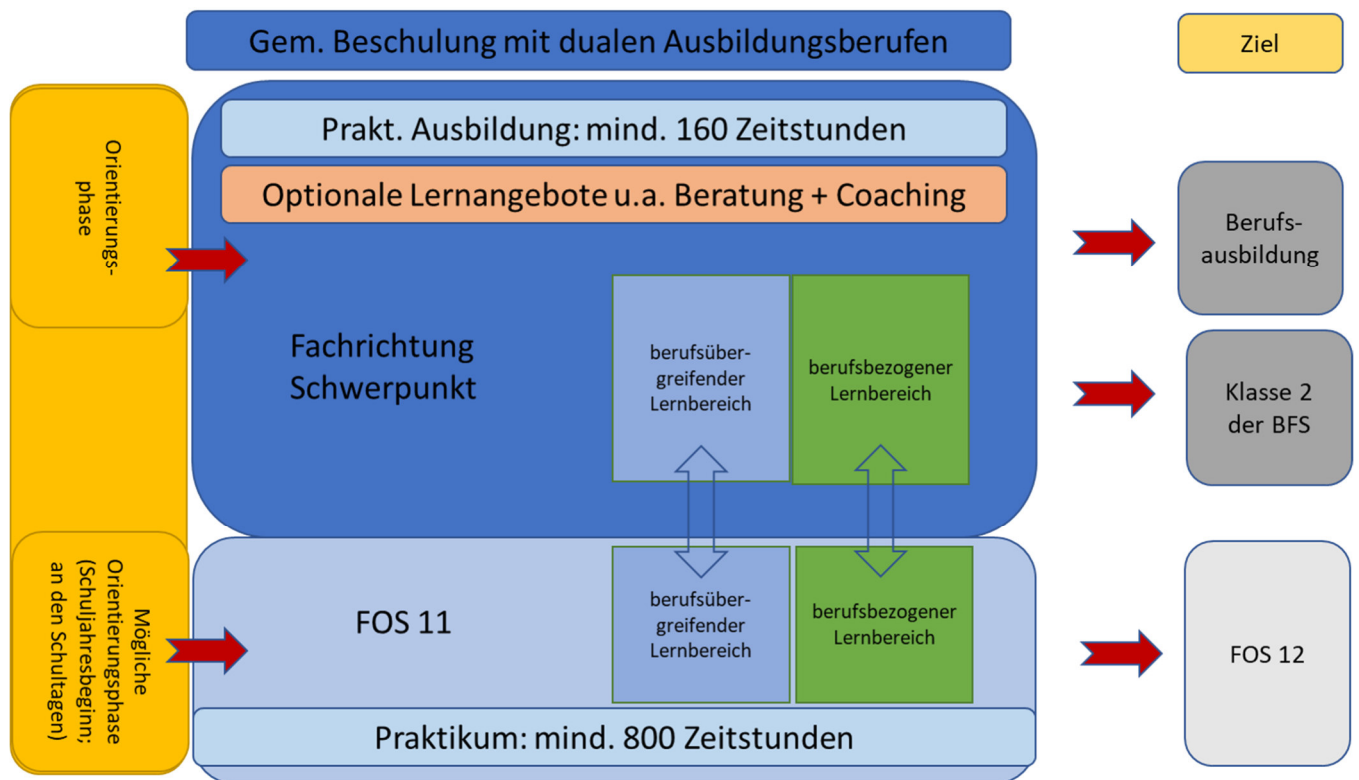 Gem. Beschulung mit dualen Ausbildungsberufen
Ziel
Orientierungs-
phase
Prakt. Ausbildung: mind. 160 Zeitstunden
Optionale Lernangebote u.a. Beratung + Coaching
Fachrichtung
Schwerpunkt
berufsüber-
greifender
Lernbereich
berufsbezogener
Lernbereich
Berufs-
ausbildung
Klasse 2
der BFS
Mögliche
Orientierungsphase
(Schuljahresbeginn;
an den Schultagen)
FOS 11
berufsüber-
greifender
Lernbereich
berufsbezogener
Lernbereich
FOS 12
Praktikum: mind. 800 Zeitstunden